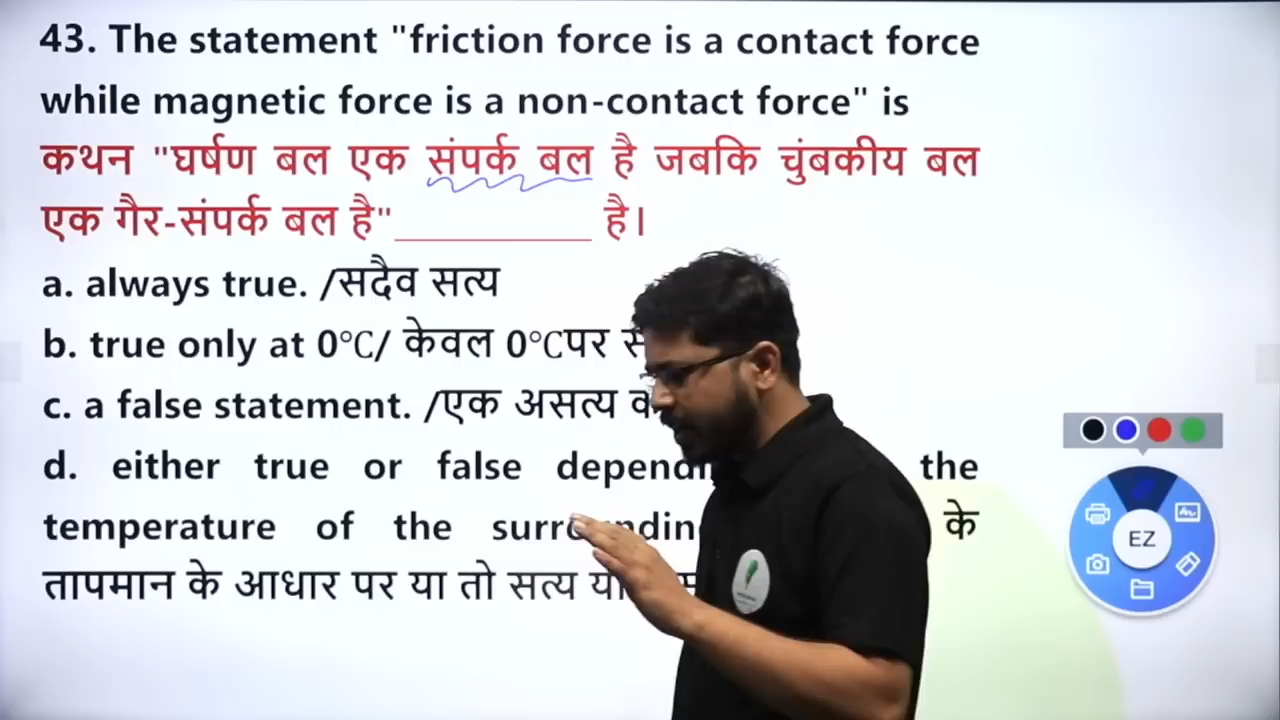 43. The statement "friction force is a contact force
while magnetic force is a non-contact force" is
कथन "घर्षण बल एक संपर्क बल है जबकि चुंबकीय बल
एक गैर-संपर्क बल है"____________ है।
a. always true. /सदैव सत्य
b. true only at 0°C/ केवल 0°Cपर
c. a false statement. /एक असत्य
d. either true or false the
temperature of the के
तापमान के आधार पर या तो सत्य या
EZ